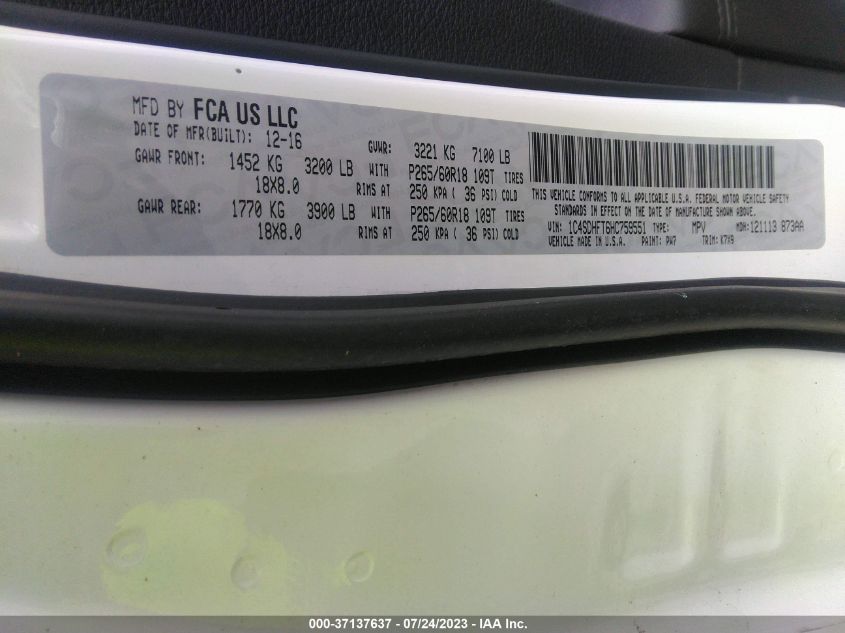 MFD BY FCA US LLC
DATE OF MFR(BUILT): 12-16 GVWR: 3221 KG 7100 LB
GAWR FRONT: 1452 KG 3200 LB WITH P265/60R18 109T TIRES
18X8.0 RIMS AT 250 KPA ( 36 PSI) COLD
GAWR REAR: 1770 KG 3900 LB WITH P265/60R18 109T TIRES
18X8.0 RIMS AT 250 KPA ( 36 PSI) COLD
THIS VEHICLE CONFORMS TO ALL APPLICABLE U.S.A. FEDERAL MOTOR VEHICLE SAFETY
STANDARDS IN EFFECT ON THE DATE OF MANUFACTURE SHOWN ABOVE.
VIN: 1C4SDHFT6HC759551 TYPE: MPV MDH: 121113 873AA
MADE IN U.S.A. PAINT: PW7 TRIM: K7X9
000-37137637 - 07/24/2023 - IAA Inc.